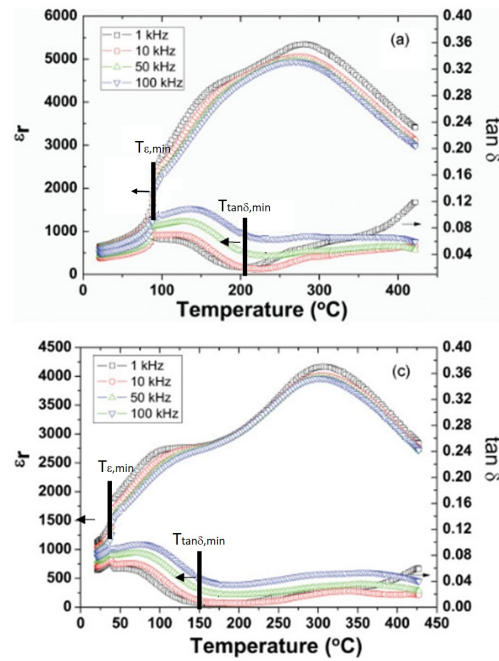 (a)
1 kHz
10 kHz
50 kHz
100 kHz
6000
5000
4000
3000
2000
1000
0
εr
0.40
0.36
0.32
0.28
0.24
0.20
0.16
0.12
0.08
0.04
tan δ
Tε,min
Ttanδ,min
0 100 200 300 400
Temperature (°C)
(c)
1 kHz
10 kHz
50 kHz
100 kHz
4500
4000
3500
3000
2500
2000
1500
1000
500
0
εr
0.40
0.36
0.32
0.28
0.24
0.20
0.16
0.12
0.08
0.04
0.00
tan δ
Tε,min
Ttanδ,min
0 50 100 150 200 250 300 350 400 450
Temperature (°C)